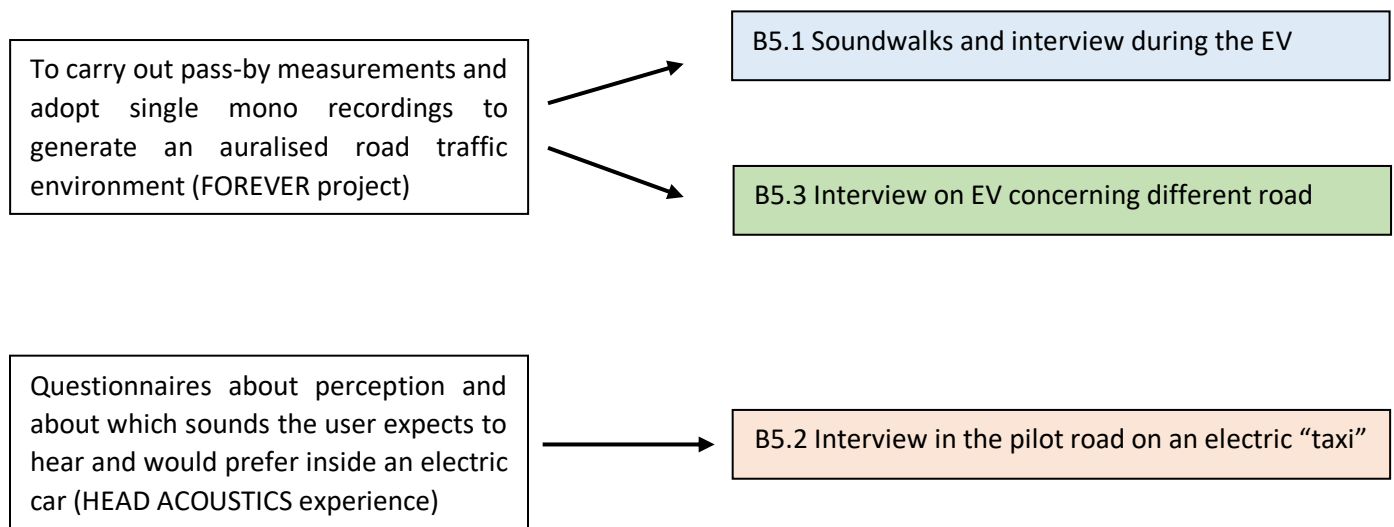 To carry out pass-by measurements and
adopt single mono recordings to
generate an auralised road traffic
environment (FOREVER project)
B5.1 Soundwalks and interview during the EV
B5.3 Interview on EV concerning different road
Questionnaires about perception and
about which sounds the user expects to
hear and would prefer inside an electric
car (HEAD ACOUSTICS experience)
B5.2 Interview in the pilot road on an electric “taxi”